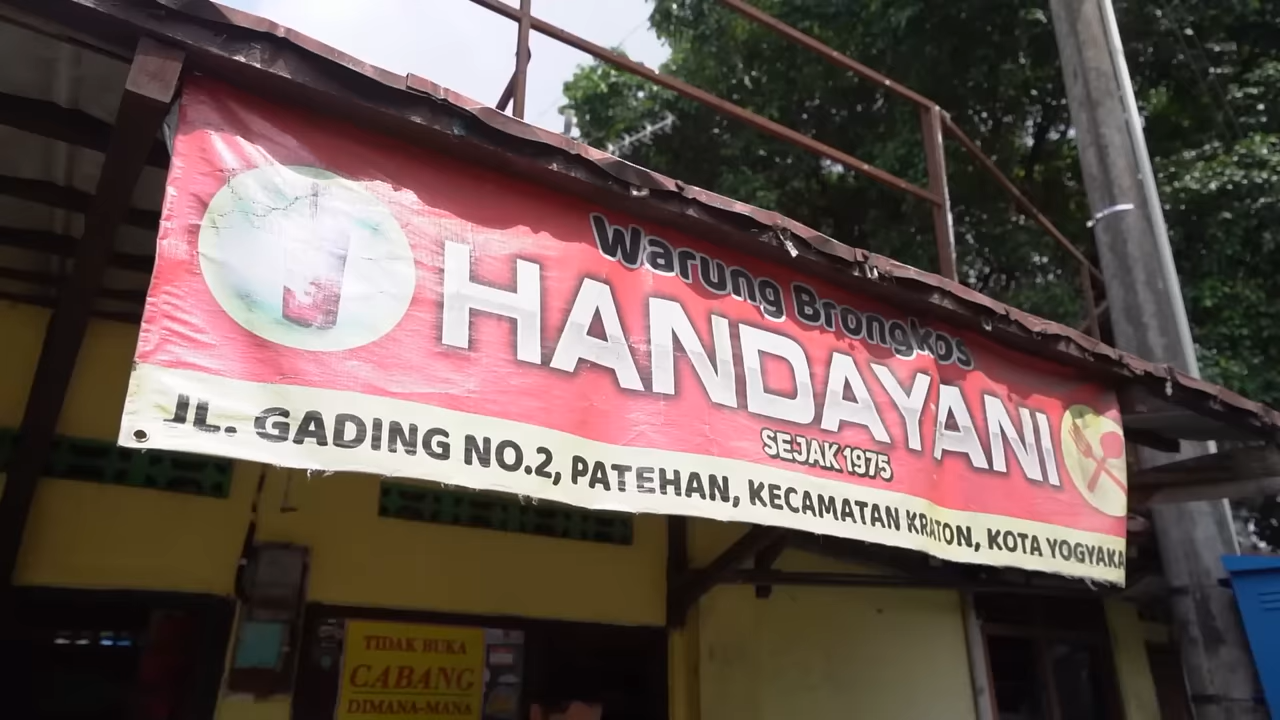 Warung Brongkos
HANDAYANI
SEJAK 1975
JL. GADING NO.2, PATEHAN, KECAMATAN KRATON, KOTA YOGYAKA
TIDAK BUKA
CABANG
DIMANA-MANA